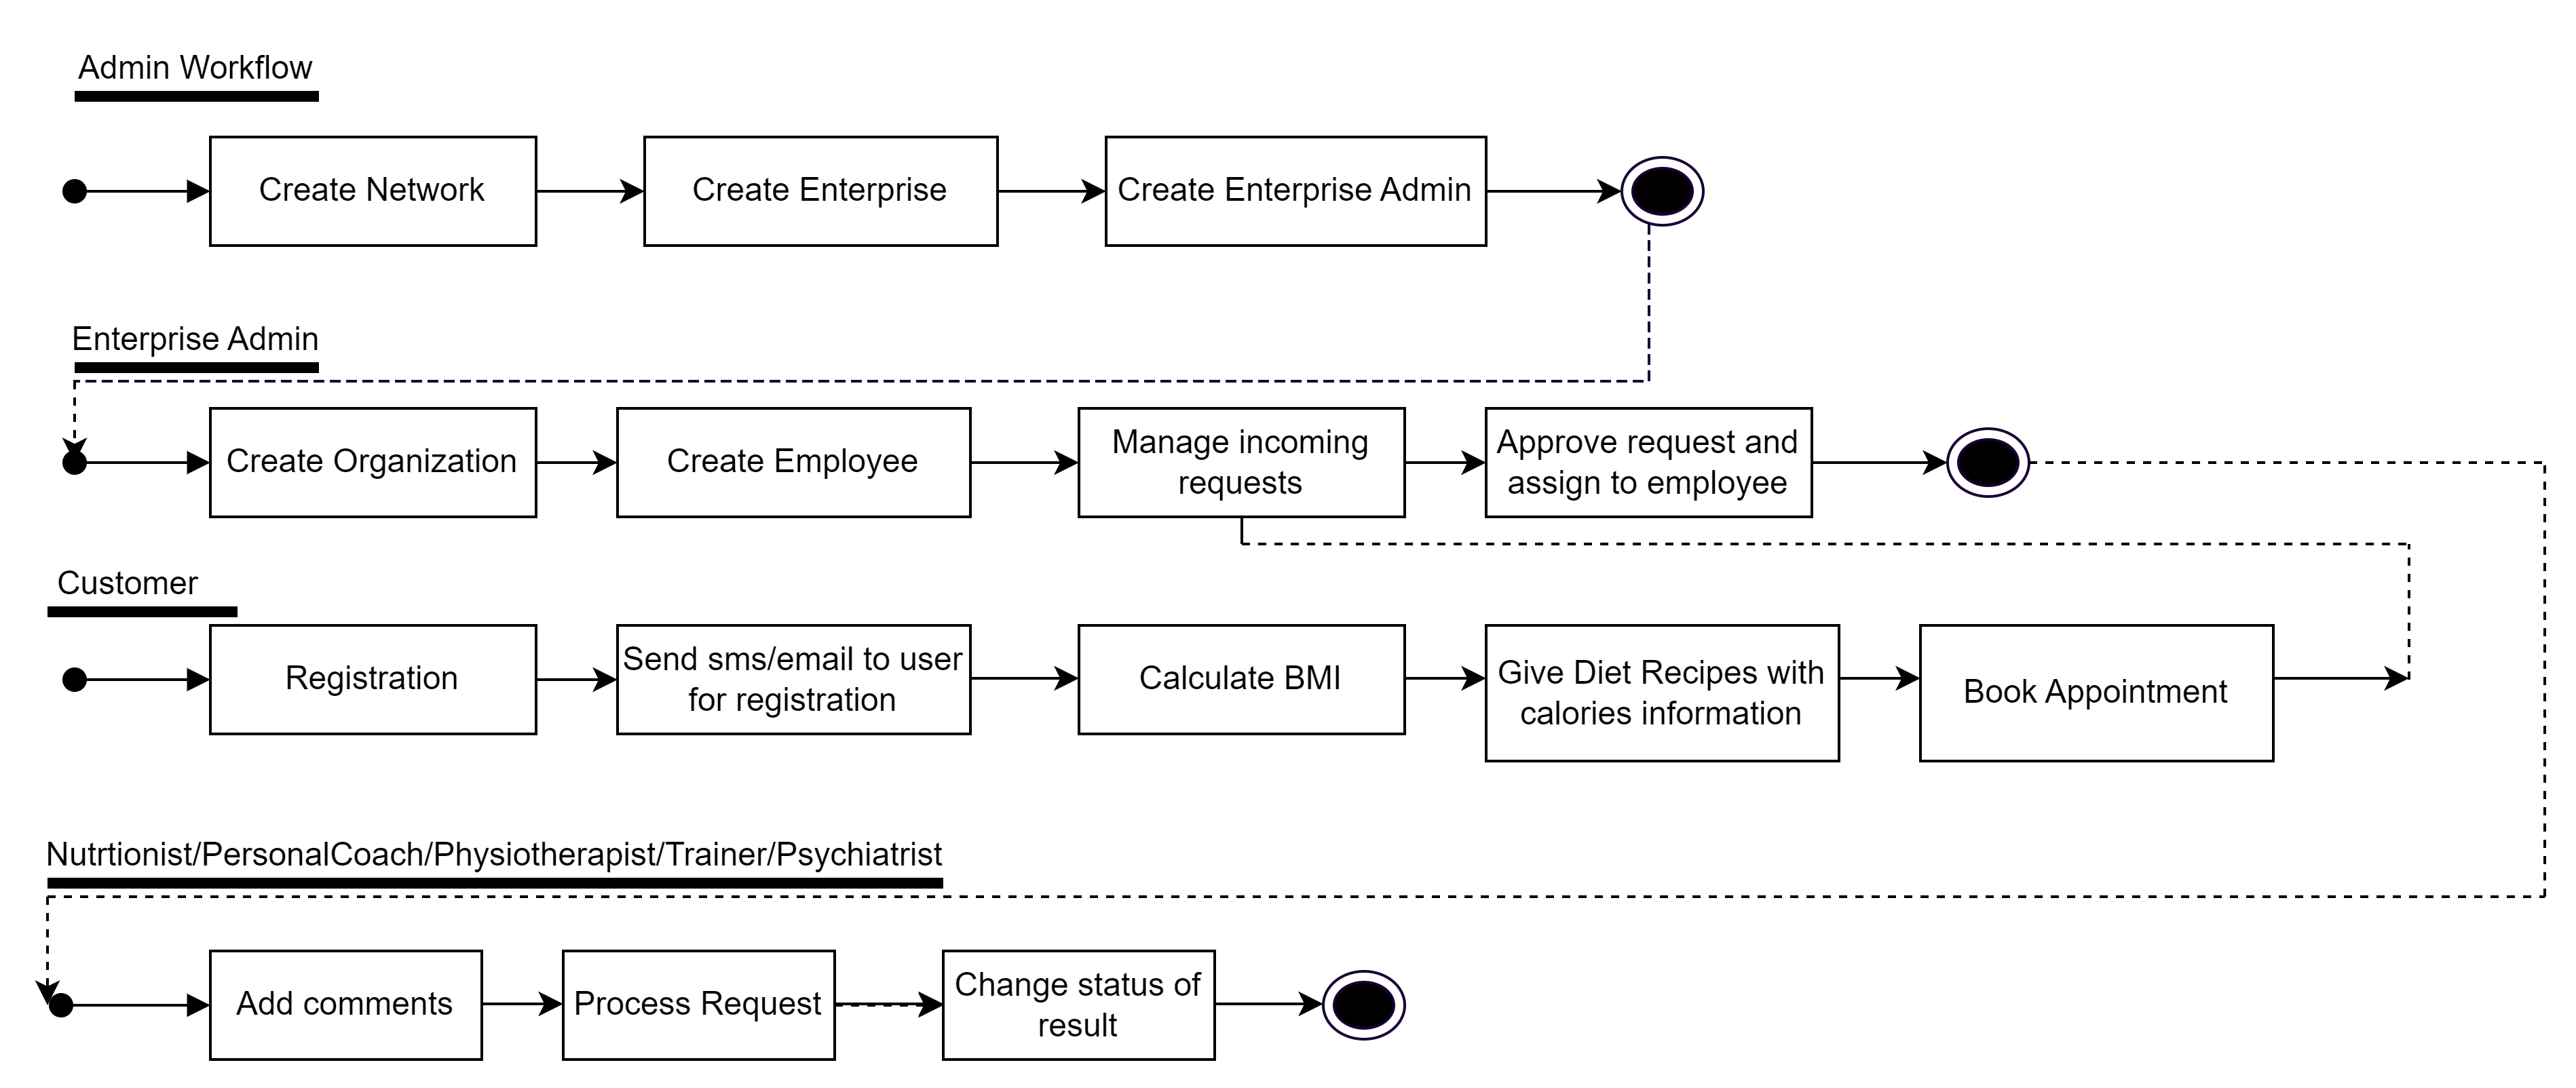 Admin Workflow
Create Network
Create Enterprise
Create Enterprise Admin
Enterprise Admin
Create Organization
Create Employee
Manage incoming
requests
Approve request and
assign to employee
Customer
Registration
Send sms/email to user
for registration
Calculate BMI
Give Diet Recipes with
calories information
Book Appointment
Nutrtionist/PersonalCoach/Physiotherapist/Trainer/Psychiatrist
Add comments
Process Request
Change status of
result